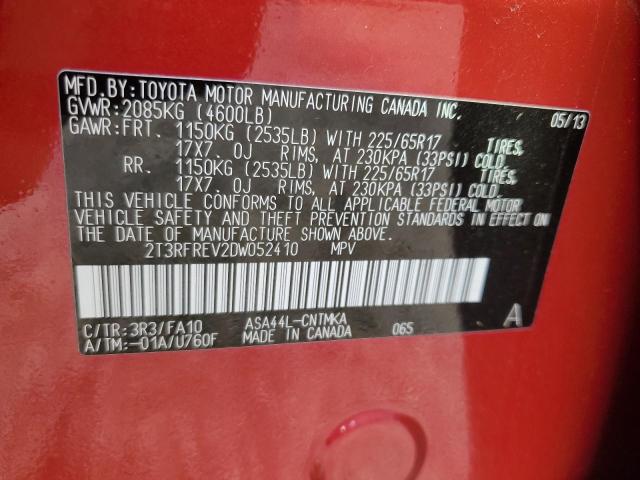 MFD.BY:TOYOTA MOTOR MANUFACTURING CANADA INC.
GVWR:2085KG (4600LB) 05/13
GAWR:FRT. 1150KG (2535LB) WITH 225/65R17 TIRES,
17X7.0J RIMS, AT 230KPA (33PSI) COLD
RR. 1150KG (2535LB) WITH 225/65R17 TIRES,
17X7.0J RIMS, AT 230KPA (33PSI) COLD.
THIS VEHICLE CONFORMS TO ALL APPLICABLE FEDERAL MOTOR
VEHICLE SAFETY AND THEFT PREVENTION STANDARDS IN EFFECT ON
THE DATE OF MANUFACTURE SHOWN ABOVE.
2T3RFREV2DW052410 MPV
C/TR:3R3/FA10 ASA44L-CNTMKA 065 A
A/TM:-01A/U760F MADE IN CANADA